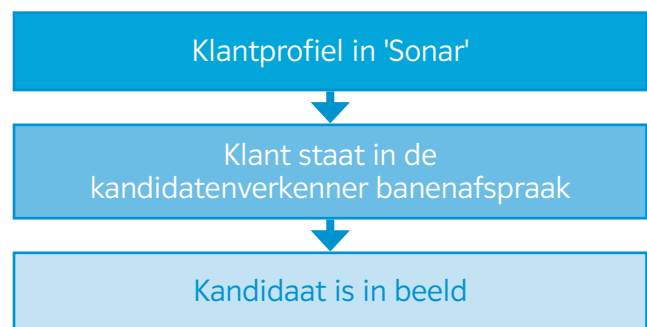 Klantprofiel in 'Sonar'
Klant staat in de
kandidatenverkenner banenafspraak
Kandidaat is in beeld